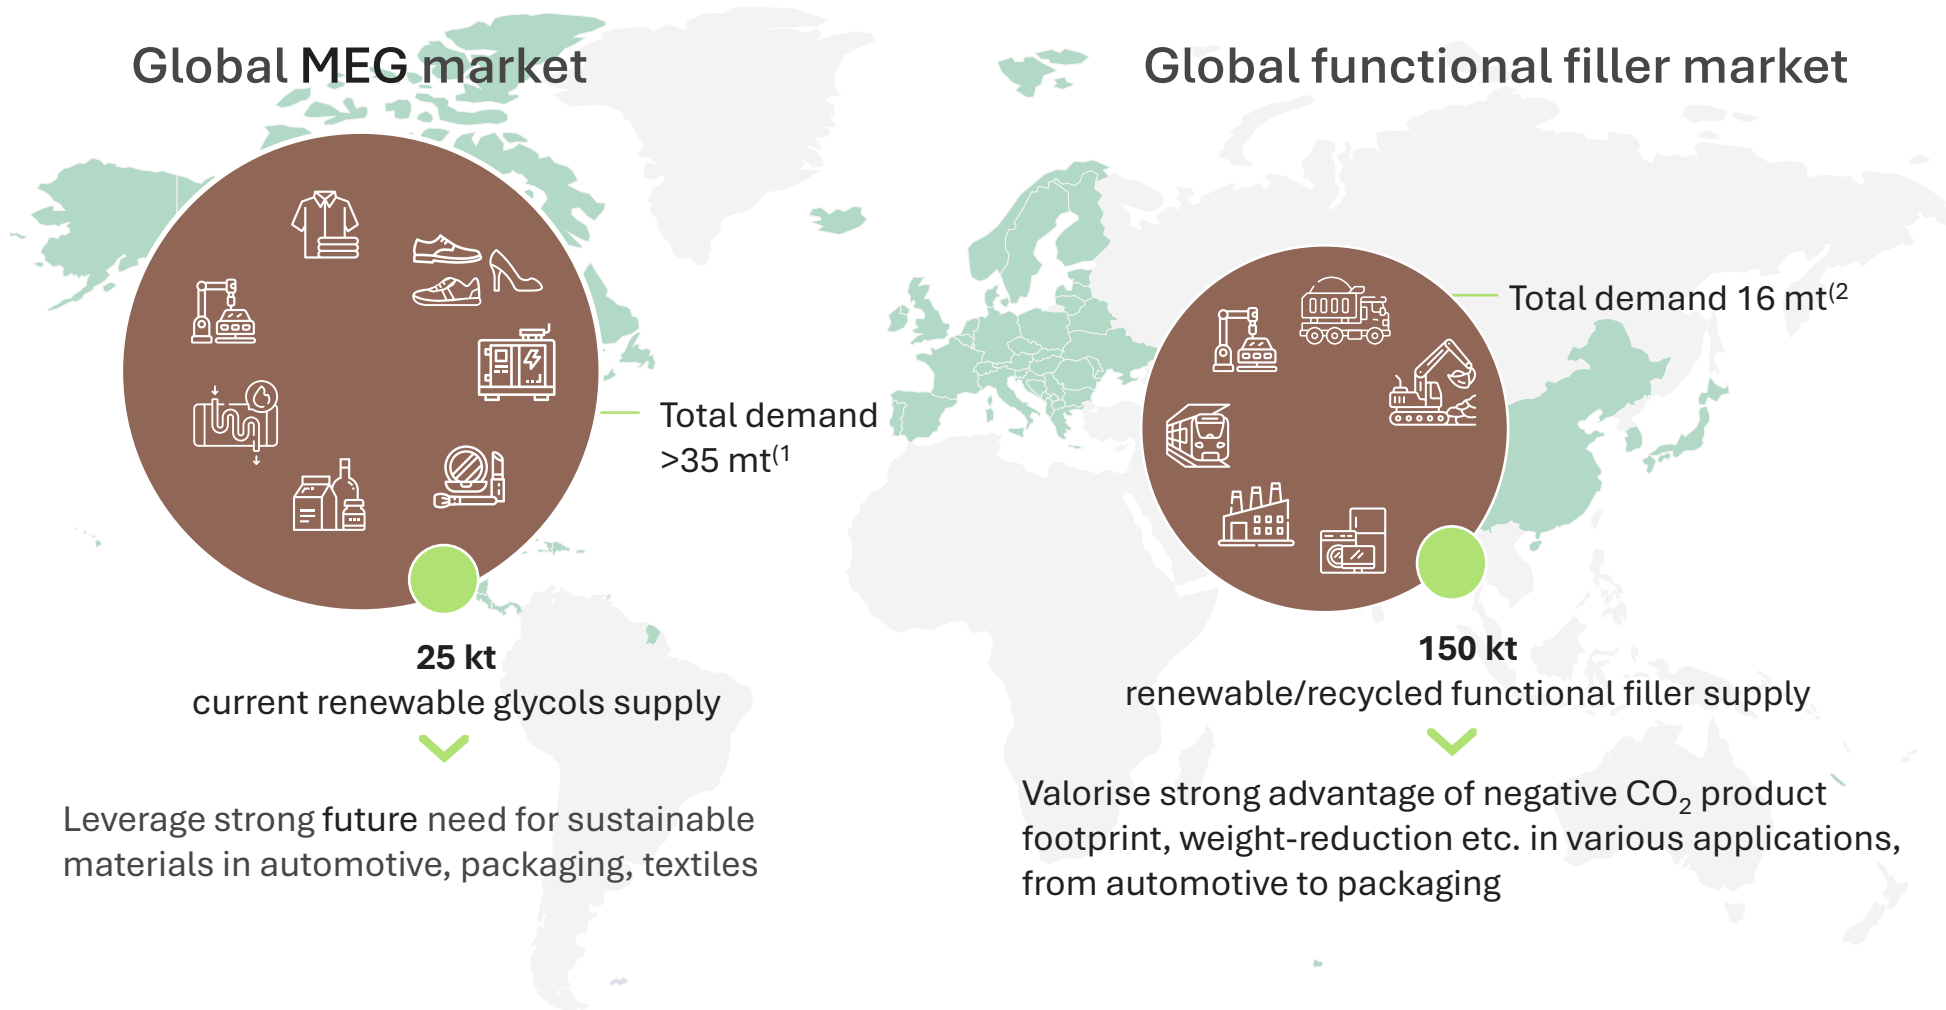 Global MEG market
Total demand
>35 mt(1
25 kt
current renewable glycols supply
Leverage strong future need for sustainable
materials in automotive, packaging, textiles
Global functional filler market
Total demand 16 mt(2
150 kt
renewable/recycled functional filler supply
Valorise strong advantage of negative CO2 product
footprint, weight-reduction etc. in various applications,
from automotive to packaging